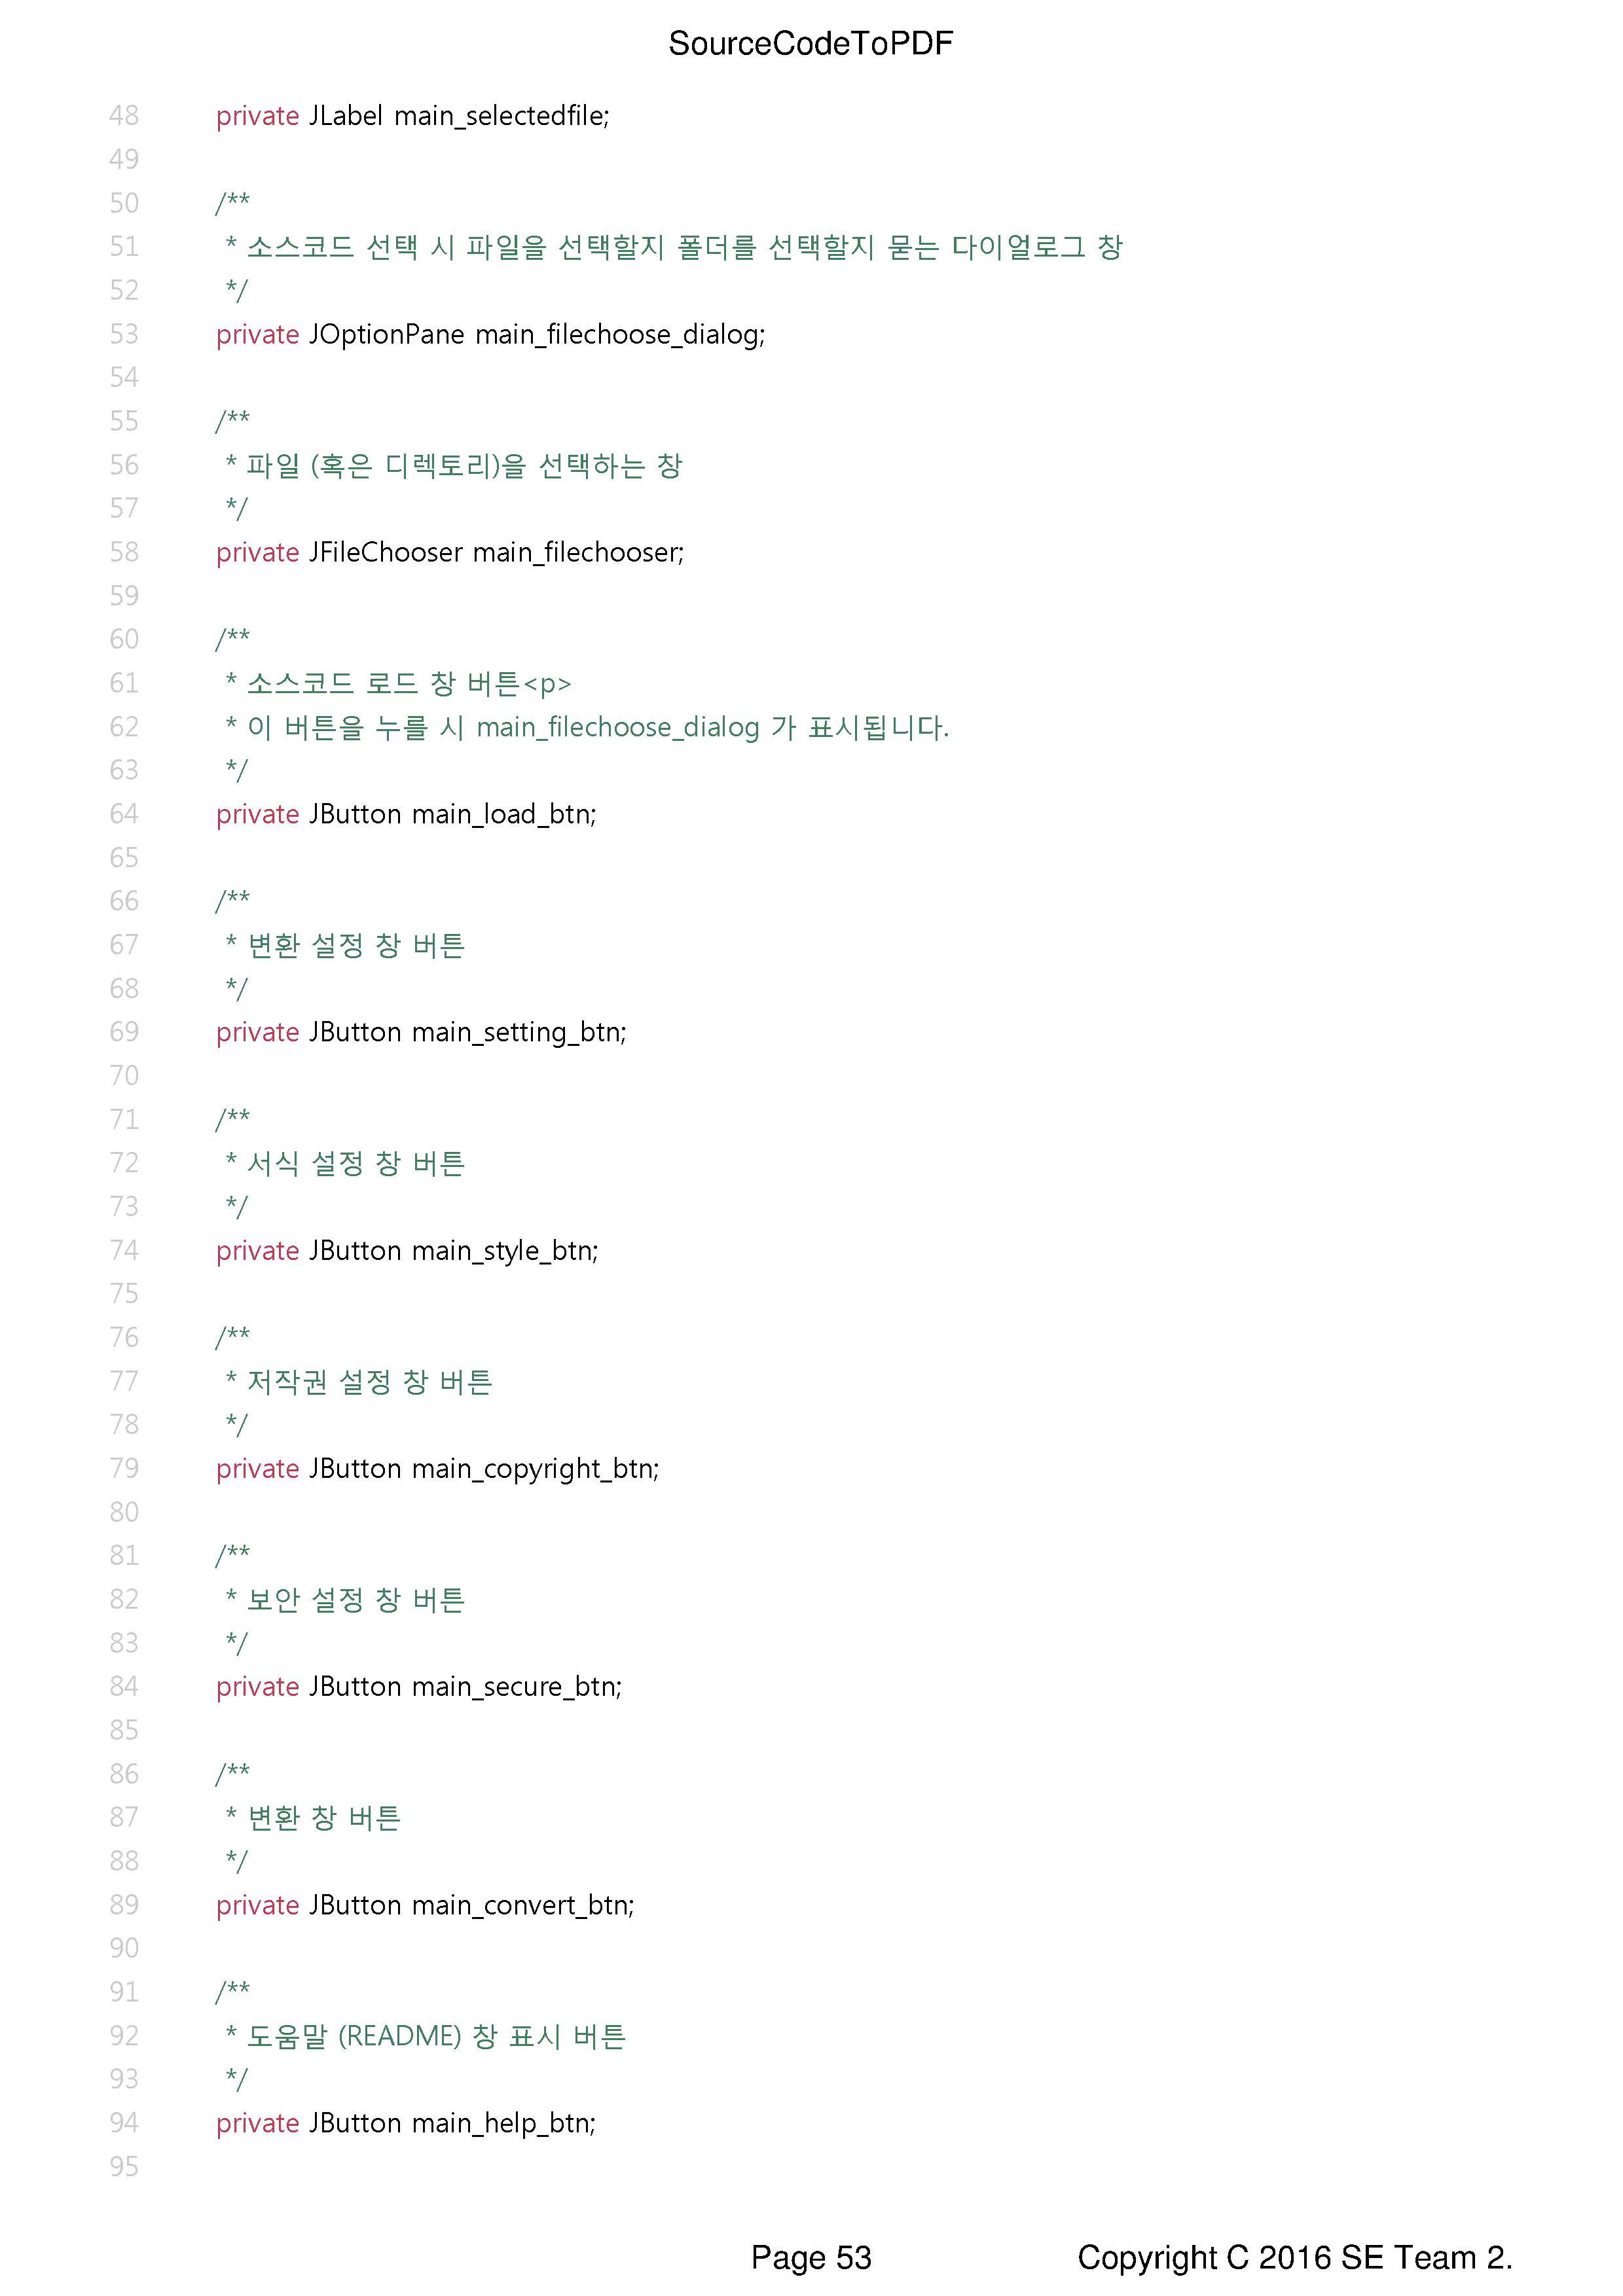 SourceCodeToPDF
48 private JLabel main_selectedfile;
49
50 /**
51 * 소스코드 선택 시 파일을 선택할지 폴더를 선택할지 묻는 다이얼로그 창
52 */
53 private JOptionPane main_filechoose_dialog;
54
55 /**
56 * 파일 (혹은 디렉토리)을 선택하는 창
57 */
58 private JFileChooser main_filechooser;
59
60 /**
61 * 소스코드 로드 창 버튼<p>
62 * 이 버튼을 누를 시 main_filechoose_dialog 가 표시됩니다.
63 */
64 private JButton main_load_btn;
65
66 /**
67 * 변환 설정 창 버튼
68 */
69 private JButton main_setting_btn;
70
71 /**
72 * 서식 설정 창 버튼
73 */
74 private JButton main_style_btn;
75
76 /**
77 * 저작권 설정 창 버튼
78 */
79 private JButton main_copyright_btn;
80
81 /**
82 * 보안 설정 창 버튼
83 */
84 private JButton main_secure_btn;
85
86 /**
87 * 변환 창 버튼
88 */
89 private JButton main_convert_btn;
90
91 /**
92 * 도움말 (README) 창 표시 버튼
93 */
94 private JButton main_help_btn;
95
Page 53 Copyright C 2016 SE Team 2.